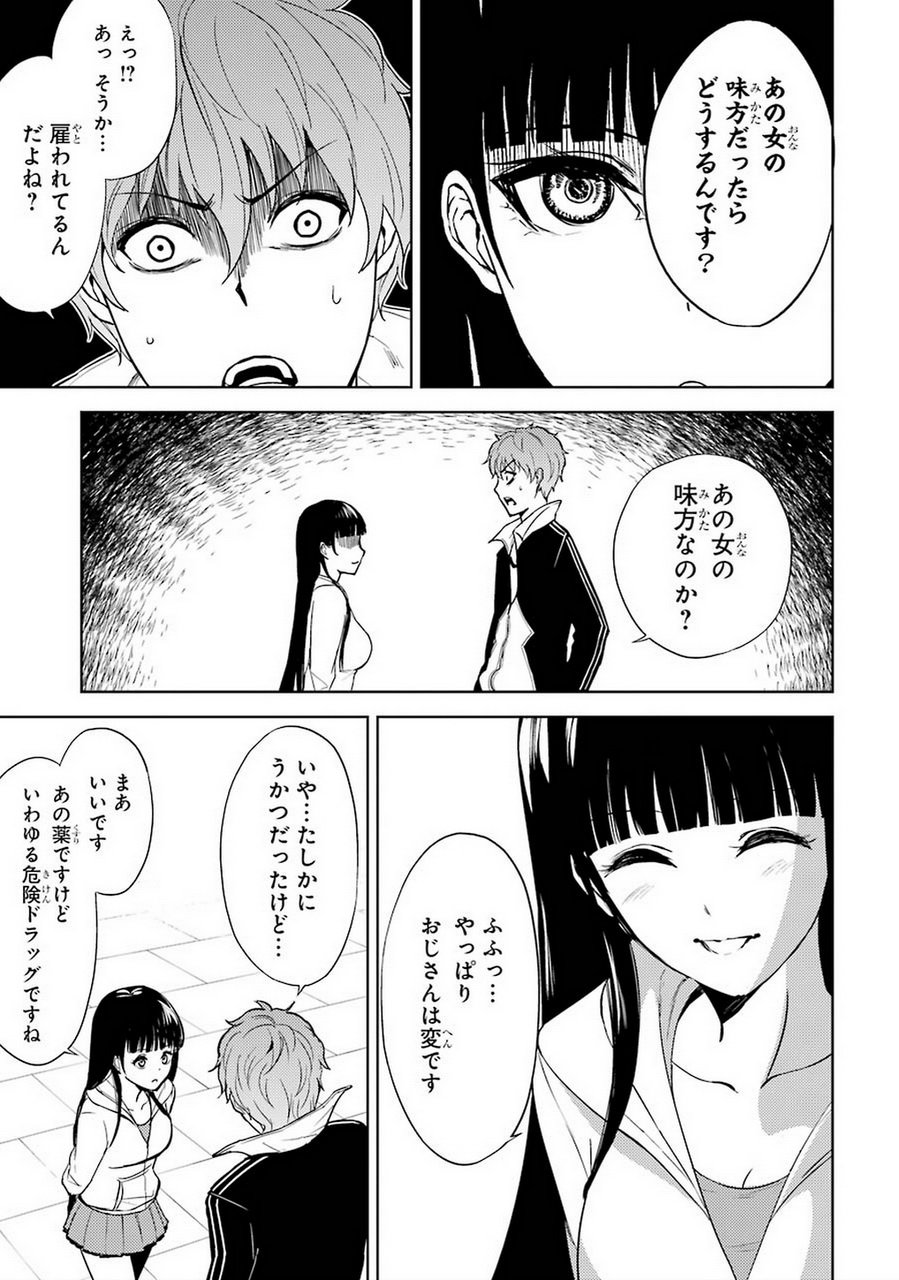 あの女の
味方だったら
どうするんです?
えっ!?
あっ そうか…
雇われてるん
だよね?
あの女の
味方なのか?
ふふっ…
やっぱり
おじさんは変です
いや…たしかに
うかつだったけど…
まあ
いいです
あの薬ですけど
いわゆる危険ドラッグですね